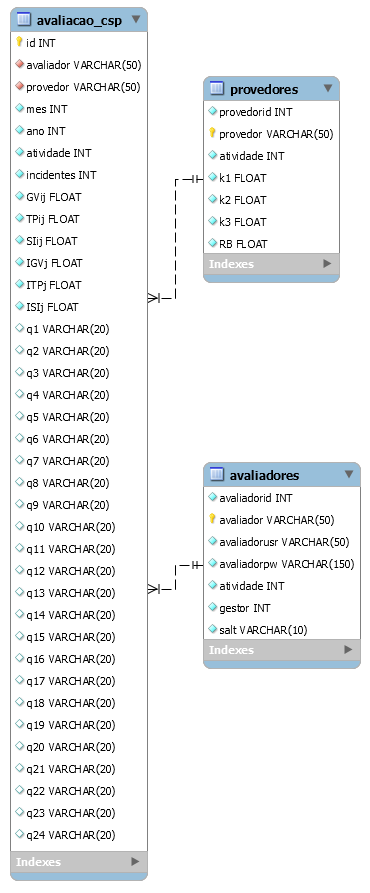 avaliacao_csp
id INT
avaliador VARCHAR(50)
provedor VARCHAR(50)
mes INT
ano INT
atividade INT
incidentes INT
GVij FLOAT
TPij FLOAT
SIij FLOAT
IGVj FLOAT
ITPj FLOAT
ISIj FLOAT
q1 VARCHAR(20)
q2 VARCHAR(20)
q3 VARCHAR(20)
q4 VARCHAR(20)
q5 VARCHAR(20)
q6 VARCHAR(20)
q7 VARCHAR(20)
q8 VARCHAR(20)
q9 VARCHAR(20)
q10 VARCHAR(20)
q11 VARCHAR(20)
q12 VARCHAR(20)
q13 VARCHAR(20)
q14 VARCHAR(20)
q15 VARCHAR(20)
q16 VARCHAR(20)
q17 VARCHAR(20)
q18 VARCHAR(20)
q19 VARCHAR(20)
q20 VARCHAR(20)
q21 VARCHAR(20)
q22 VARCHAR(20)
q23 VARCHAR(20)
q24 VARCHAR(20)
Indexes
provedores
provedorid INT
provedor VARCHAR(50)
atividade INT
k1 FLOAT
k2 FLOAT
k3 FLOAT
RB FLOAT
Indexes
avaliadores
avaliadorid INT
avaliador VARCHAR(50)
avaliadorusr VARCHAR(50)
avaliadorpw VARCHAR(150)
atividade INT
gestor INT
salt VARCHAR(10)
Indexes